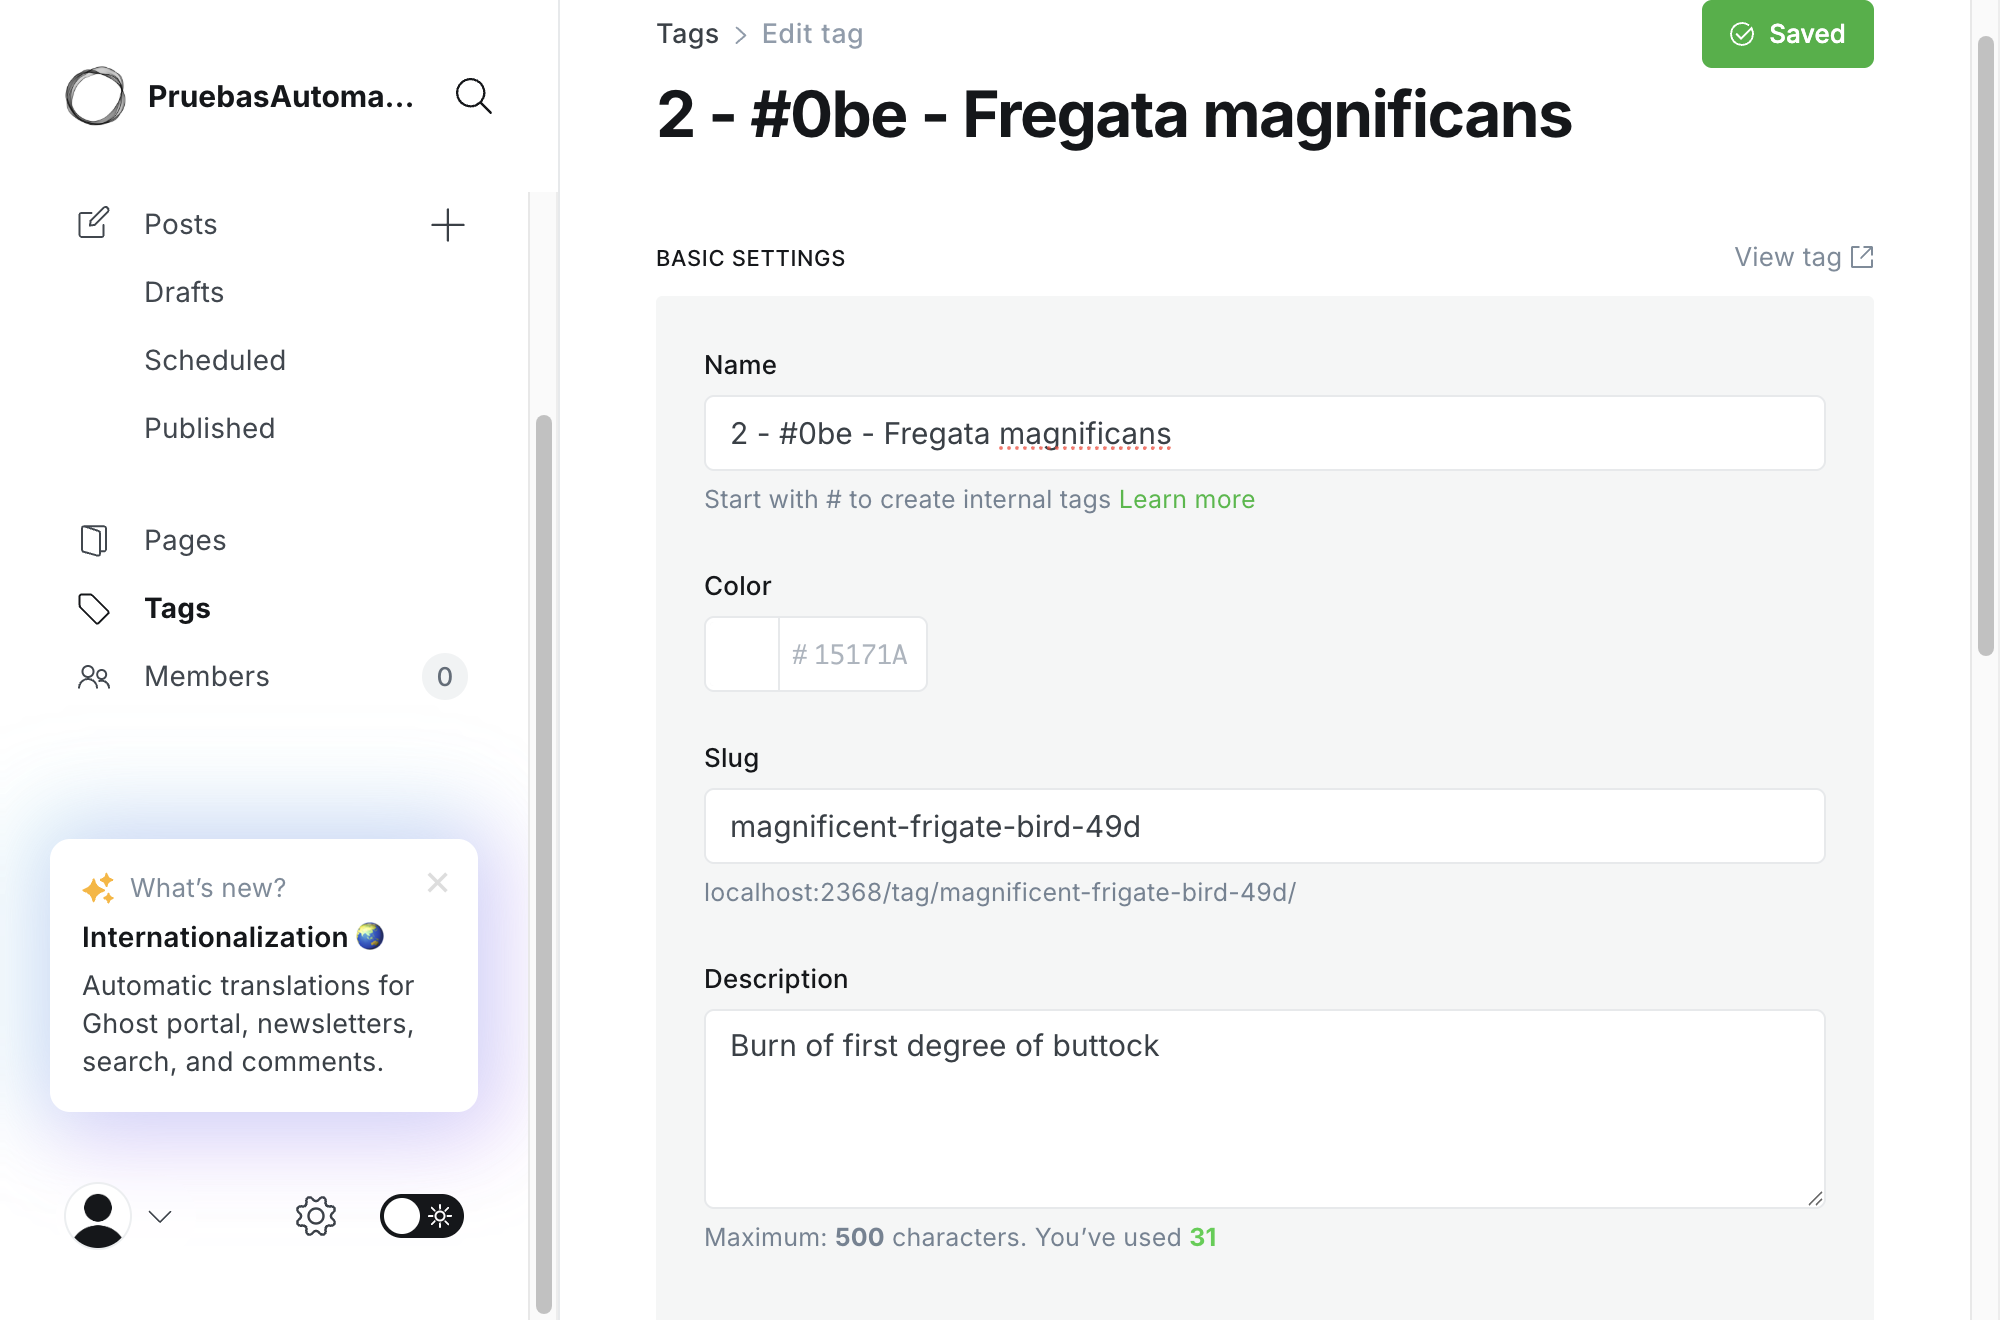 PruebasAutoma...
Posts
Drafts
Scheduled
Published
Pages
Tags
Members 0
What's new?
Internationalization
Automatic translations for
Ghost portal, newsletters,
search, and comments.
Tags > Edit tag
Saved
2 - #0be - Fregata magnificans
BASIC SETTINGS
View tag
Name
2 - #0be - Fregata magnificans
Start with # to create internal tags Learn more
Color
# 15171A
Slug
magnificent-frigate-bird-49d
localhost:2368/tag/magnificent-frigate-bird-49d/
Description
Burn of first degree of buttock
Maximum: 500 characters. You've used 31